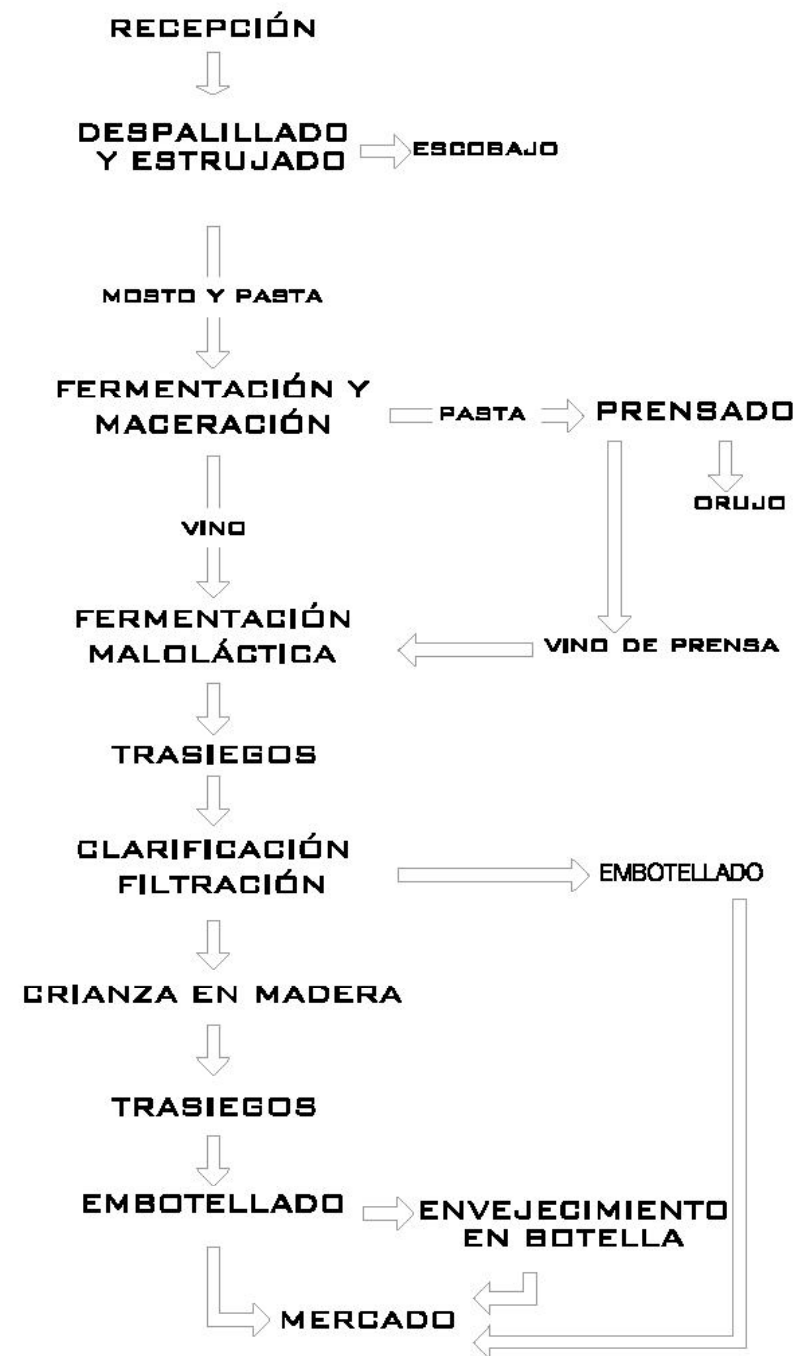 RECEPCIÓN
DESPALILLADO
Y ESTRUJADO
ESCOBAJO
MOSTO Y PASTA
FERMENTACIÓN Y
MACERACIÓN
PASTA
PRENSADO
ORUJO
VINO
FERMENTACIÓN
MALOLÁCTICA
VINO DE PRENSA
TRASIEGOS
CLARIFICACIÓN
FILTRACIÓN
EMBOTELLADO
CRIANZA EN MADERA
TRASIEGOS
EMBOTELLADO
ENVEJECIMIENTO
EN BOTELLA
MERCADO